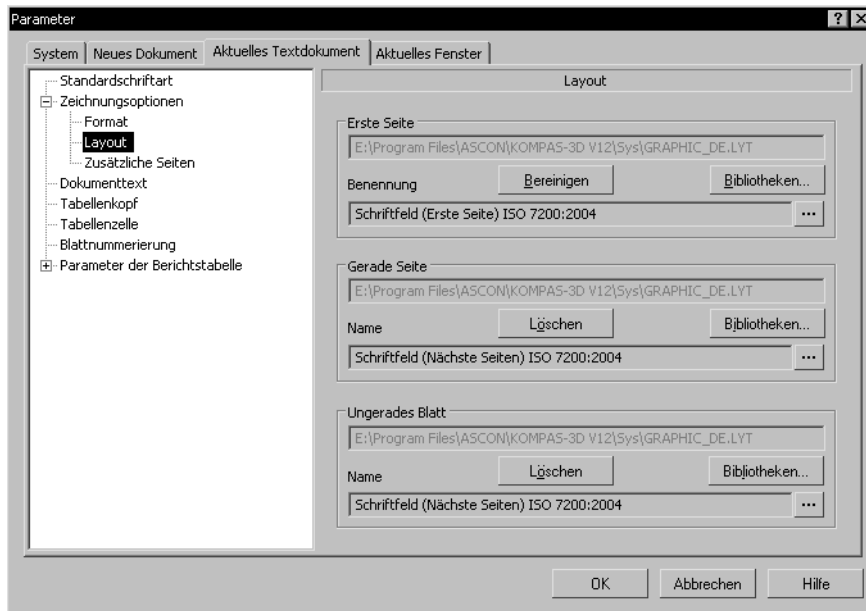 Parameter
System Neues Dokument Aktuelles Textdokument Aktuelles Fenster
Standardschriftart
Zeichnungsoptionen
Format
Layout
Zusätzliche Seiten
Dokumenttext
Tabellenkopf
Tabellenzelle
Blattnummerierung
Parameter der Berichtstabelle
Layout
Erste Seite
E:\Program Files\ASCON\KOMPAS-3D V12\Sys\GRAPHIC_DE.LYT
Benennung Bereinigen Bibliotheken...
Schriftfeld (Erste Seite) ISO 7200:2004 ...
Gerade Seite
E:\Program Files\ASCON\KOMPAS-3D V12\Sys\GRAPHIC_DE.LYT
Name Löschen Bibliotheken...
Schriftfeld (Nächste Seiten) ISO 7200:2004 ...
Ungerades Blatt
E:\Program Files\ASCON\KOMPAS-3D V12\Sys\GRAPHIC_DE.LYT
Name Löschen Bibliotheken...
Schriftfeld (Nächste Seiten) ISO 7200:2004 ...
OK Abbrechen Hilfe